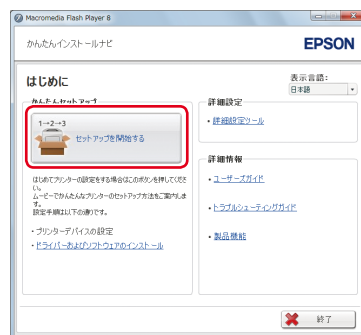 Macromedia Flash Player 8
かんたんインストールナビ
EPSON
はじめに
表示言語:
日本語
かんたんセットアップ
1→2→3
セットアップを開始する
はじめてプリンターの設定をする場合はこのボタンを押してくださ
い。
ムービーでかんたんなプリンターのセットアップ方法をご案内しま
す。
設定手順は以下の通りです。
・プリンターデバイスの設定
・ドライバーおよびソフトウェアのインストール
詳細設定
・詳細設定ツール
詳細情報
・ユーザーズガイド
・トラブルシューティングガイド
・製品機能
終了